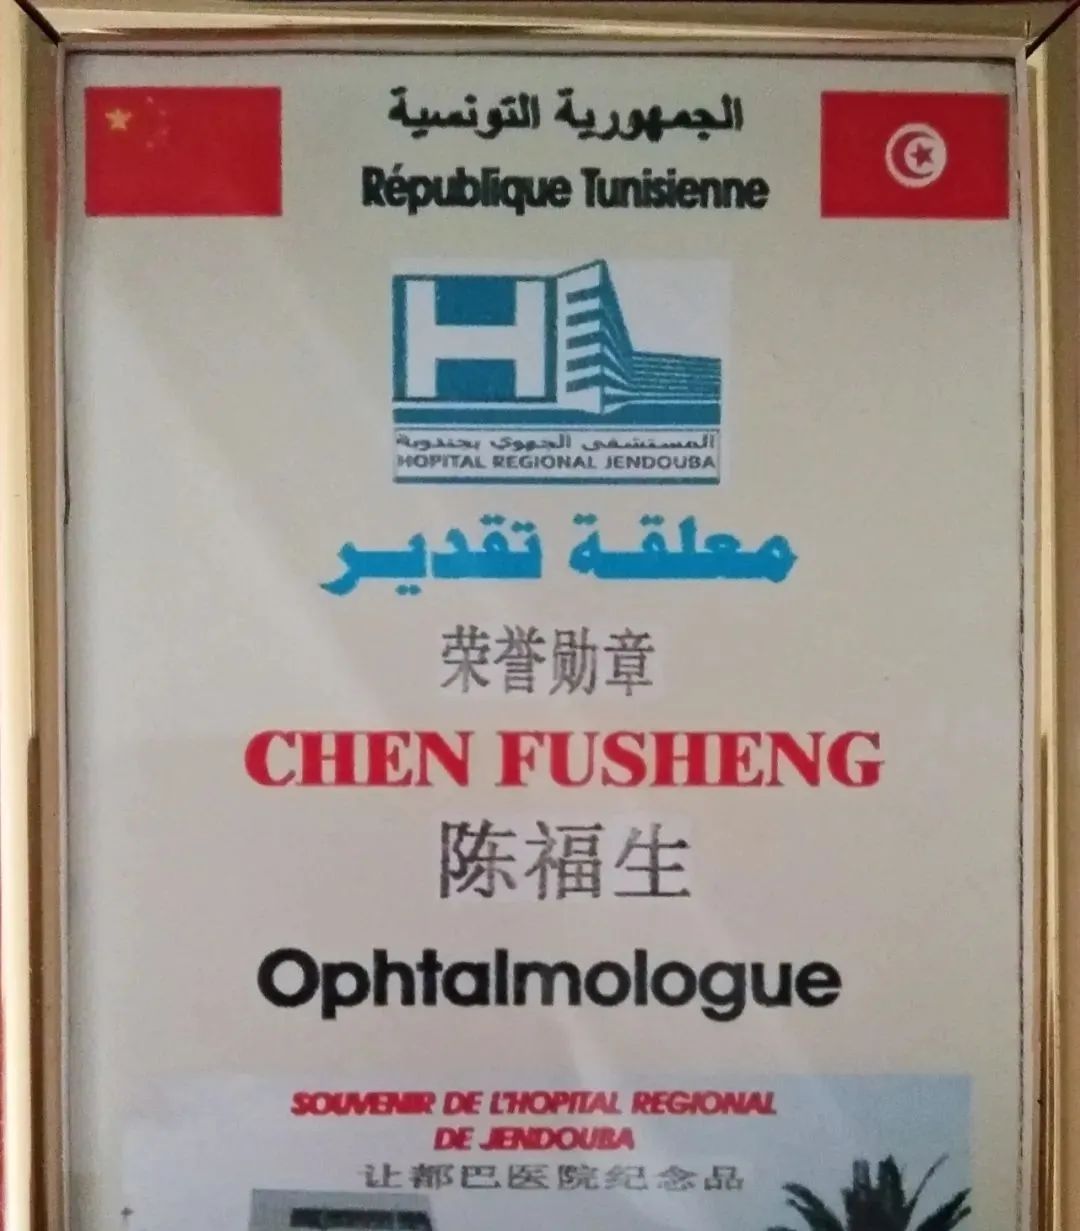 الجمهورية التونسية
République Tunisienne
H
المستشفى الجهوي بجندوبة
HOPITAL REGIONAL JENDOUBA
معلقة تقدير
荣誉勋章
CHEN FUSHENG
陈福生
Ophtalmologue
SOUVENIR DE L'HOPITAL REGIONAL
DE JENDOUBA
让都巴医院纪念品